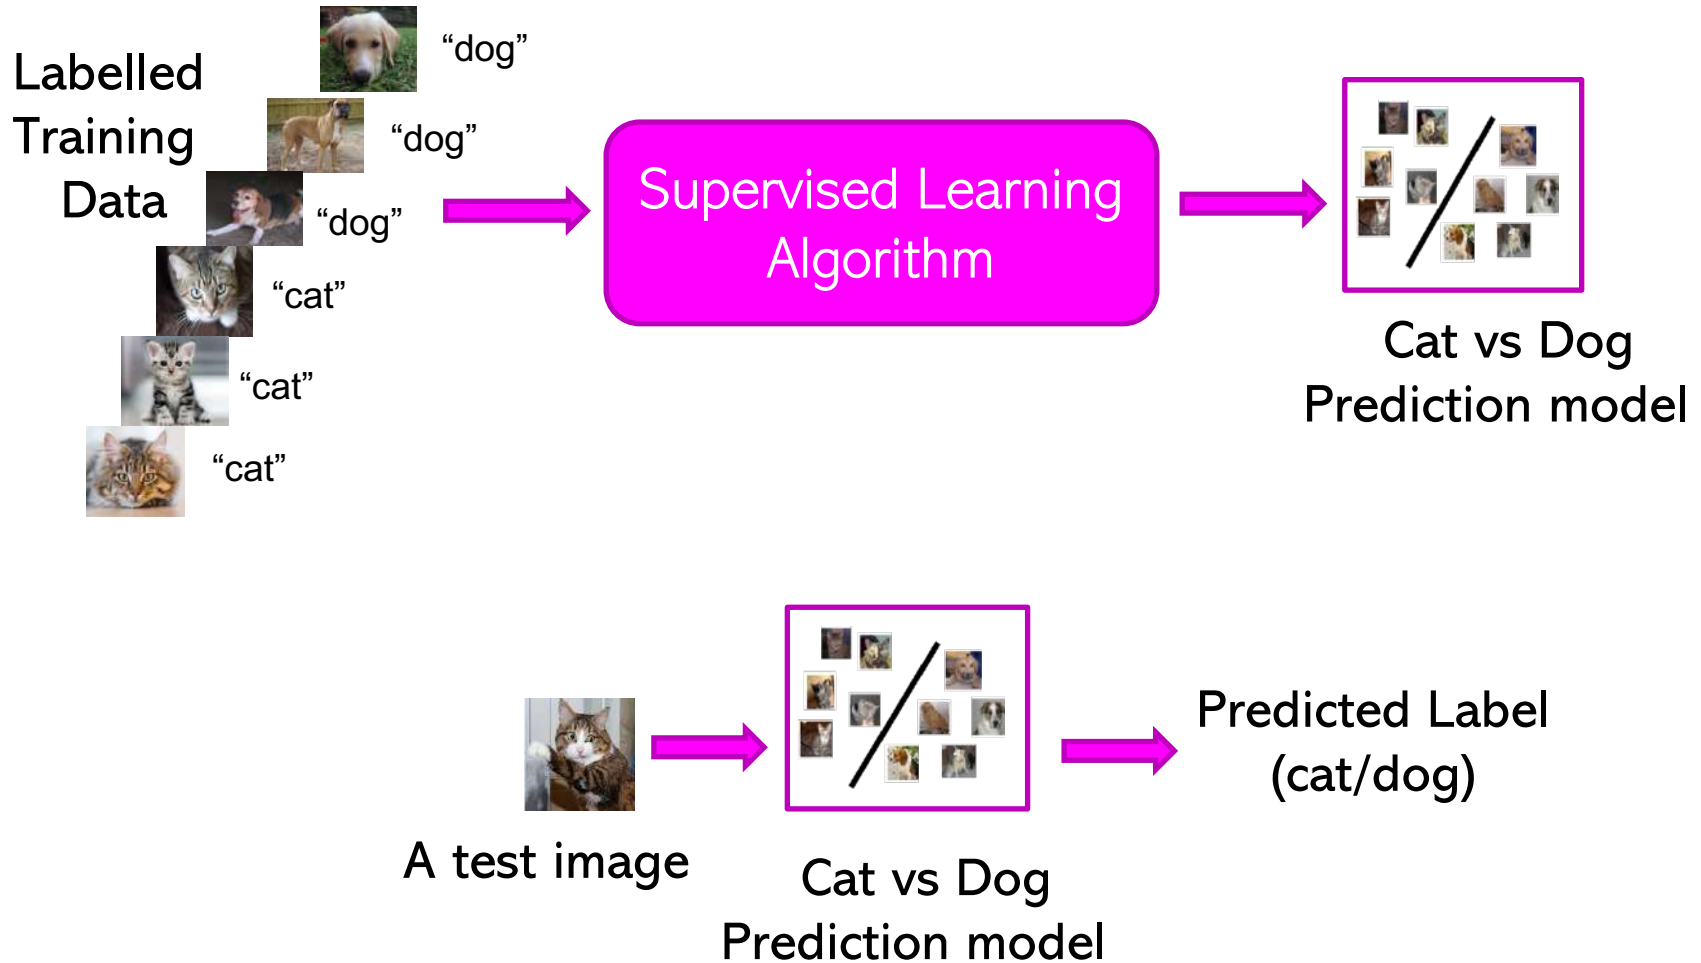 Labelled
Training
Data
“dog”
“dog”
“dog”
“cat”
“cat”
“cat”
Supervised Learning
Algorithm
Cat vs Dog
Prediction model
A test image
Cat vs Dog
Prediction model
Predicted Label
(cat/dog)